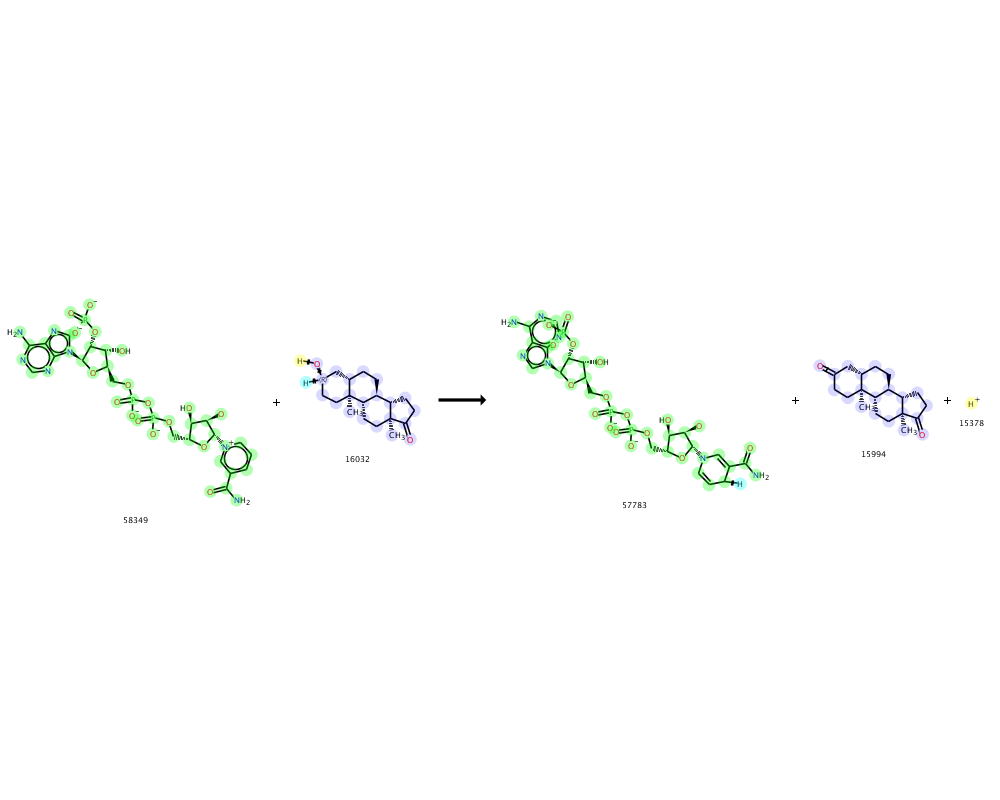 H₂N
N
N
N
N
N
O
P
O⁻
O⁻
O
OH
O
O
P
O
O⁻
O
P
O
O⁻
O
HO
O
O
N⁺
O
NH₂
58349
+
H
O
H
CH₃
CH₃
O
16032
H₂N
N
N
N
N
O
P
O
O
OH
O
O
P
O
O⁻
O
P
O
O⁻
O
HO
O
O
N
O
NH₂
H
57783
+
O
CH₃
CH₃
O
15994
+
H⁺
15378